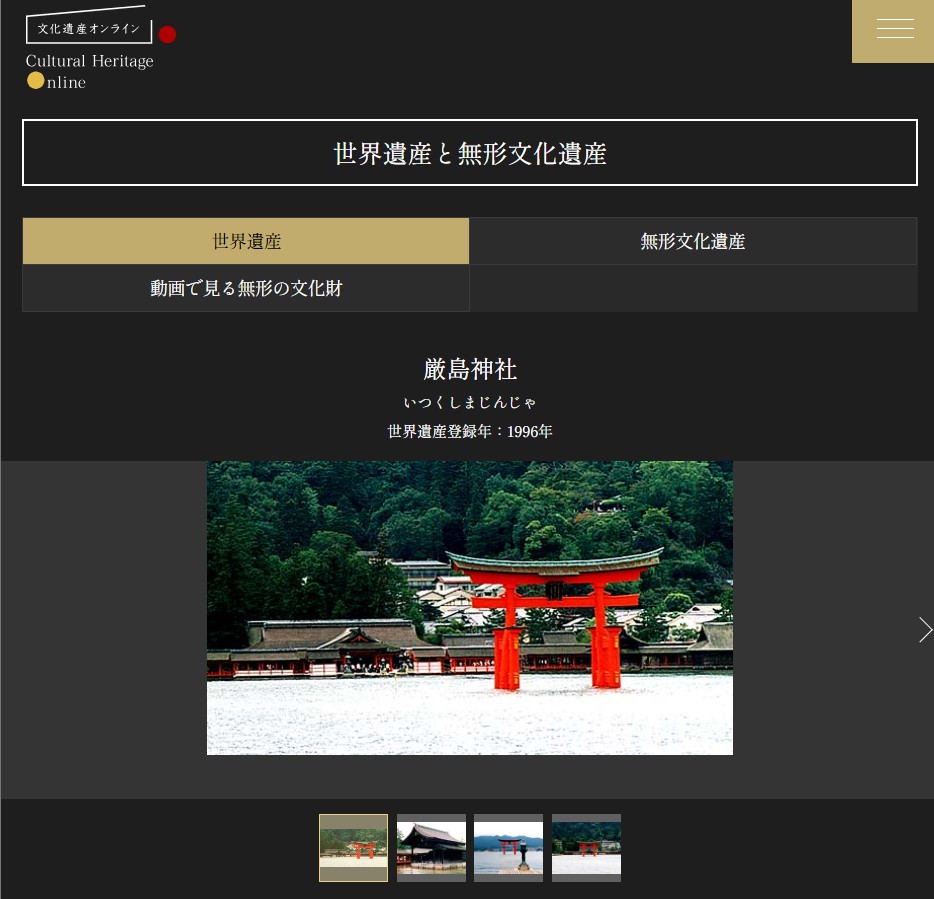 文化遺産オンライン
Cultural Heritage
nline
世界遺産と無形文化遺産
世界遺産
無形文化遺産
動画で見る無形の文化財
厳島神社
いつくしまじんじゃ
世界遺産登録年：1996年